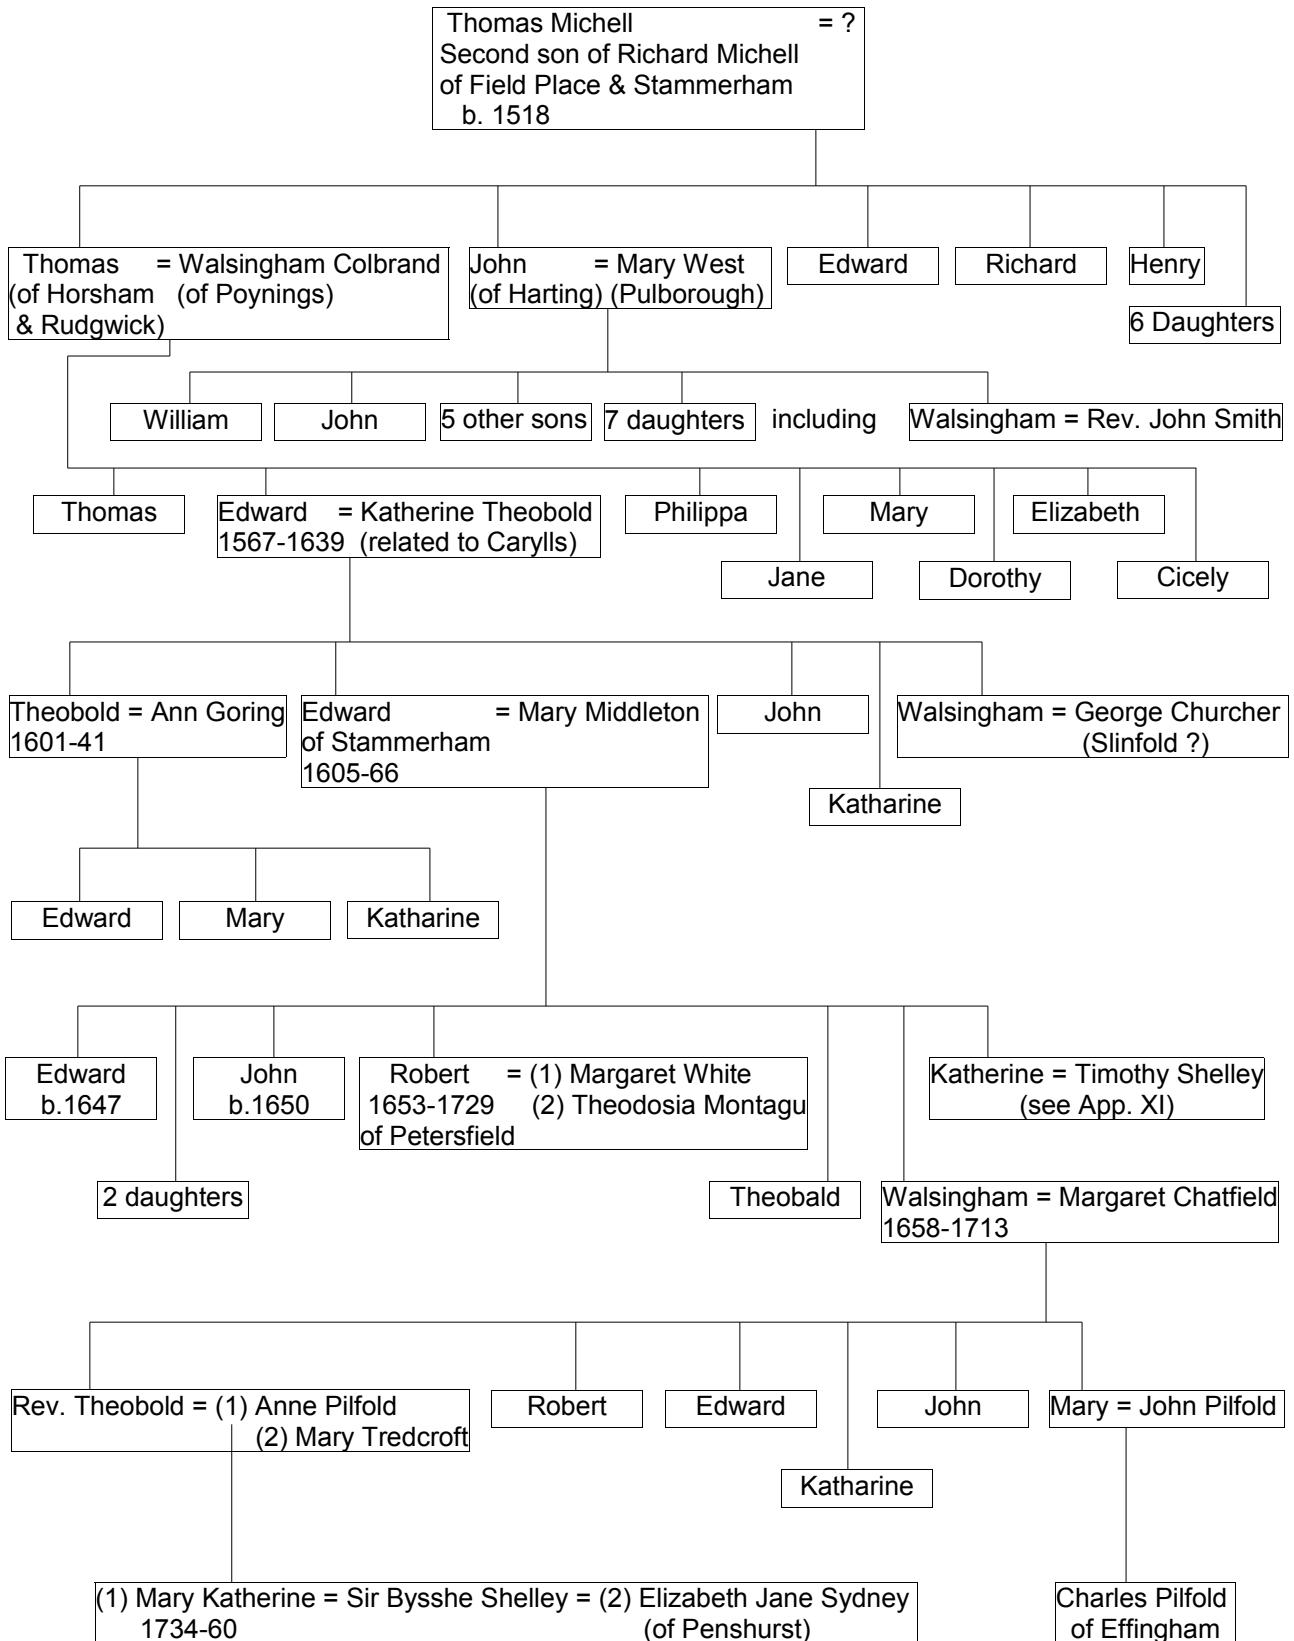 Thomas Michell = ?
Second son of Richard Michell
of Field Place & Stammerham
b. 1518
Thomas = Walsingham Colbrand
(of Horsham (of Poynings)
& Rudgwick)
John = Mary West
(of Harting) (Pulborough)
Edward
Richard
Henry
6 Daughters
William
John
5 other sons
7 daughters
including
Walsingham = Rev. John Smith
Thomas
Edward = Katherine Theobold
1567-1639 (related to Carylls)
Philippa
Mary
Elizabeth
Jane
Dorothy
Cicely
Theobold = Ann Goring
1601-41
Edward = Mary Middleton
of Stammerham
1605-66
John
Walsingham = George Churcher
(Slinfold ?)
Katharine
Edward
Mary
Katharine
Edward
b.1647
John
b.1650
Robert = (1) Margaret White
1653-1729 (2) Theodosia Montagu
of Petersfield
Katherine = Timothy Shelley
(see App. XI)
2 daughters
Theobald
Walsingham = Margaret Chatfield
1658-1713
Rev. Theobold = (1) Anne Pilfold
(2) Mary Tredcroft
Robert
Edward
John
Mary = John Pilfold
Katharine
(1) Mary Katherine = Sir Bysshe Shelley = (2) Elizabeth Jane Sydney
1734-60 (of Penshurst)
Charles Pilfold
of Effingham